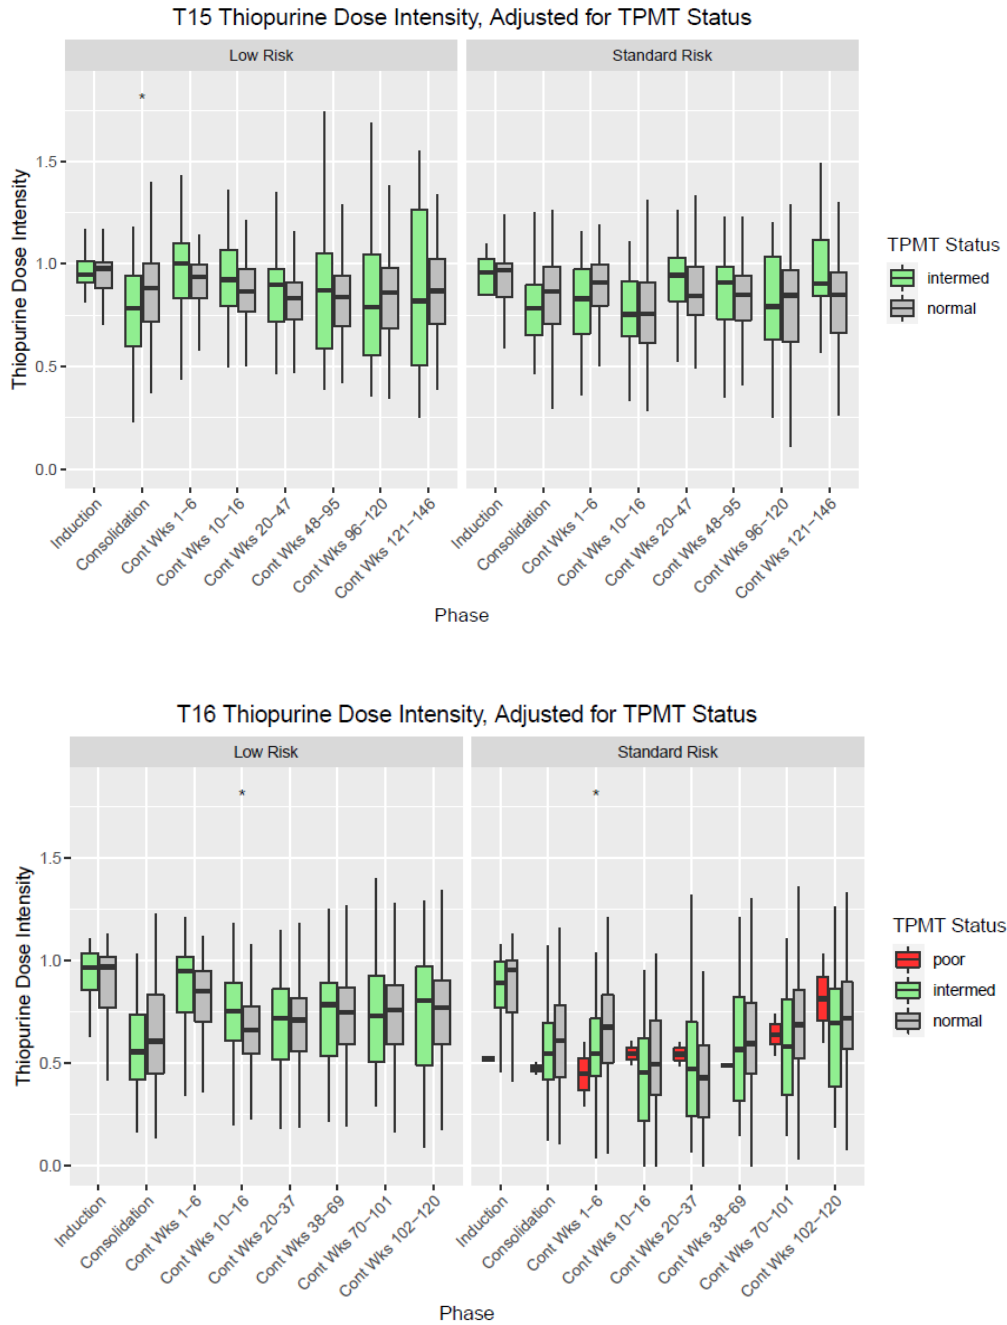 T15 Thiopurine Dose Intensity, Adjusted for TPMT Status
Low Risk
Standard Risk
*
1.5
1.0
0.5
0.0
Thiopurine Dose Intensity
TPMT Status
intermed
normal
Induction
Consolidation
Cont Wks 1–6
Cont Wks 10–16
Cont Wks 20–47
Cont Wks 48–95
Cont Wks 96–120
Cont Wks 121–146
Induction
Consolidation
Cont Wks 1–6
Cont Wks 10–16
Cont Wks 20–47
Cont Wks 48–95
Cont Wks 96–120
Cont Wks 121–146
Phase
T16 Thiopurine Dose Intensity, Adjusted for TPMT Status
Low Risk
Standard Risk
*
*
1.5
1.0
0.5
0.0
Thiopurine Dose Intensity
TPMT Status
poor
intermed
normal
Induction
Consolidation
Cont Wks 1–6
Cont Wks 10–16
Cont Wks 20–37
Cont Wks 38–69
Cont Wks 70–101
Cont Wks 102–120
Induction
Consolidation
Cont Wks 1–6
Cont Wks 10–16
Cont Wks 20–37
Cont Wks 38–69
Cont Wks 70–101
Cont Wks 102–120
Phase